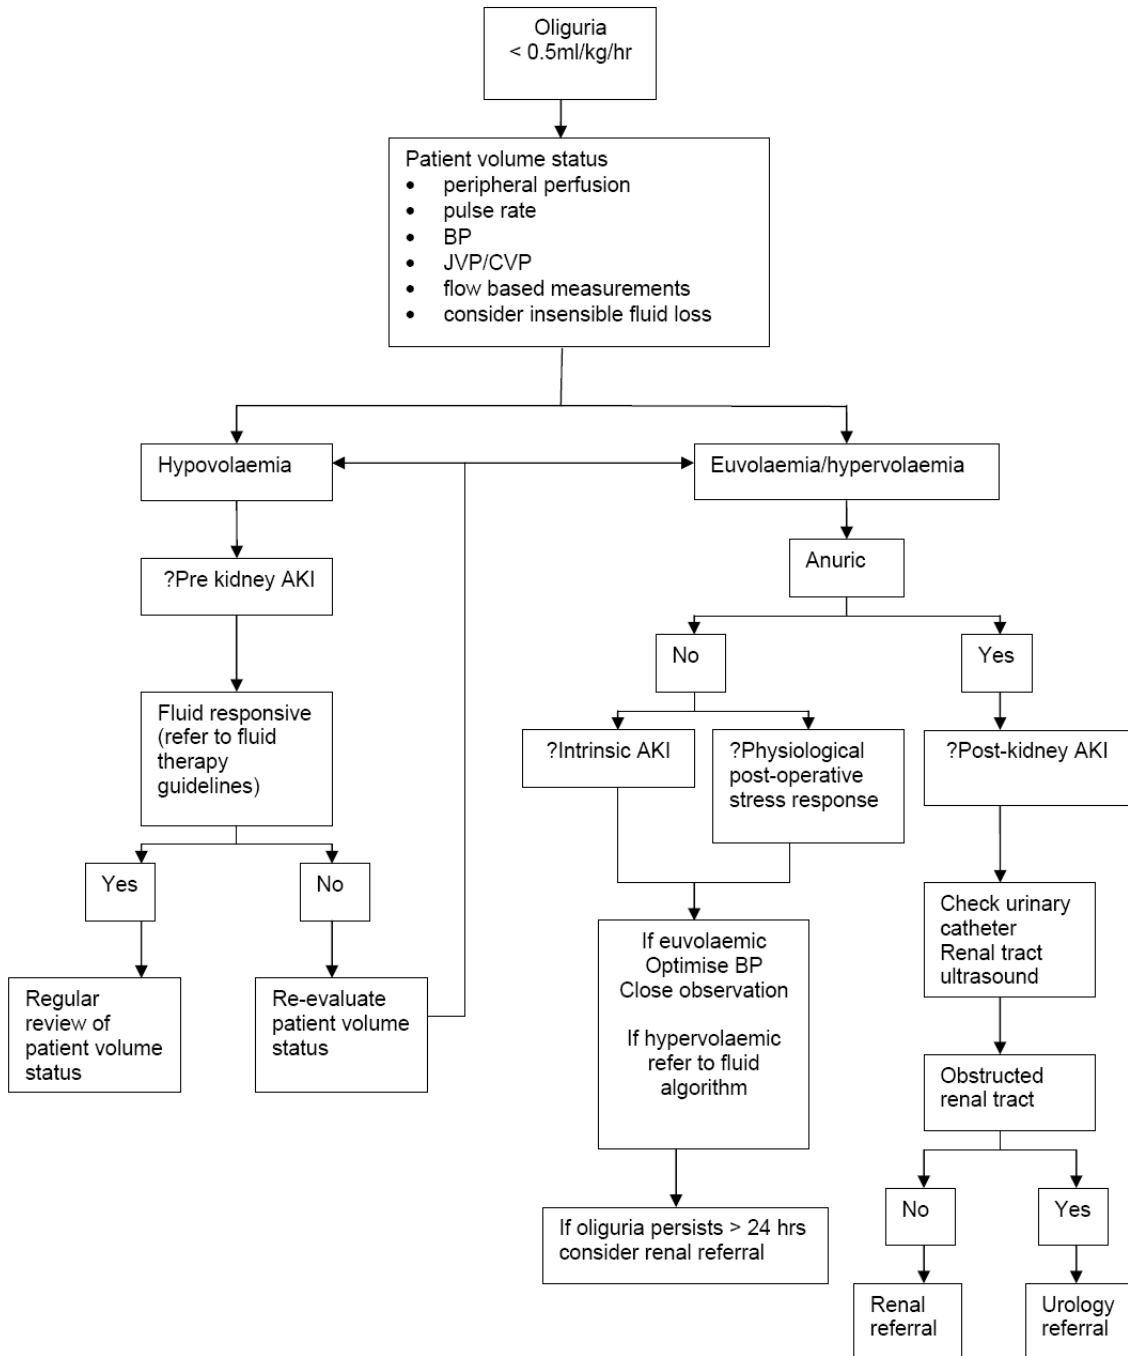 Oliguria
< 0.5ml/kg/hr
Patient volume status
• peripheral perfusion
• pulse rate
• BP
• JVP/CVP
• flow based measurements
• consider insensible fluid loss
Hypovolaemia
Euvolaemia/hypervolaemia
?Pre kidney AKI
Anuric
No
Yes
Fluid responsive
(refer to fluid
therapy
guidelines)
?Intrinsic AKI
?Physiological
post-operative
stress response
?Post-kidney AKI
Yes
No
Check urinary
catheter
Renal tract
ultrasound
If euvolaemic
Optimise BP
Close observation
If hypervolaemic
refer to fluid
algorithm
Regular
review of
patient volume
status
Re-evaluate
patient volume
status
Obstructed
renal tract
No
Yes
If oliguria persists > 24 hrs
consider renal referral
Renal
referral
Urology
referral